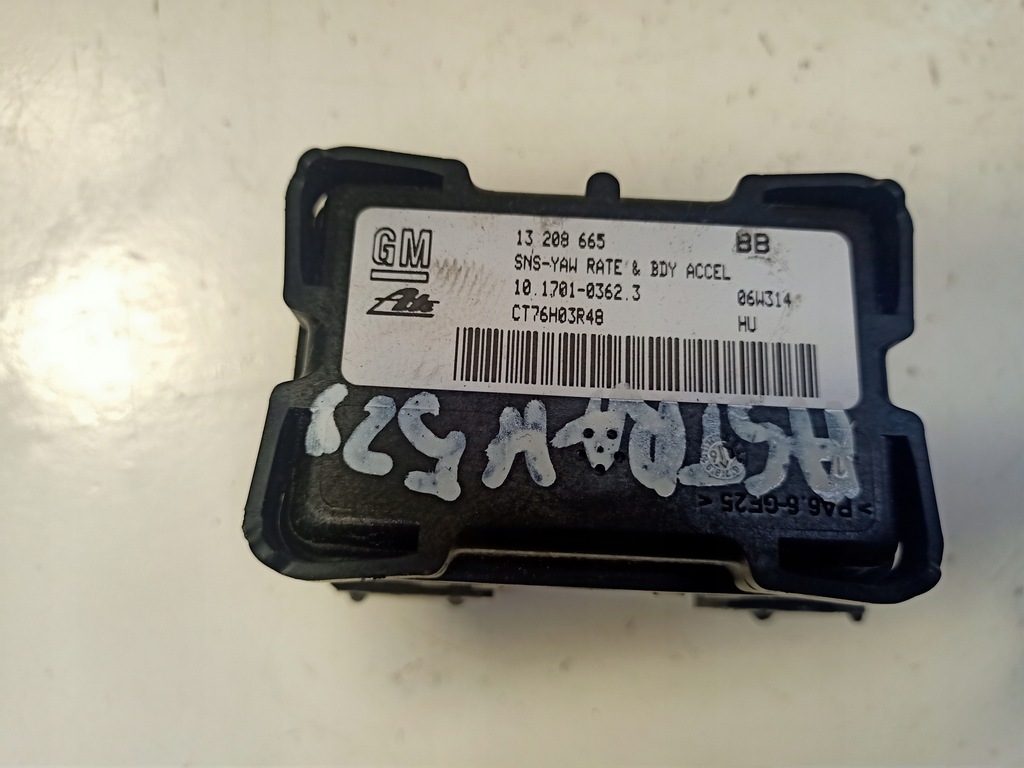 GM
13 208 665
BB
SNS-YAW RATE & BDY ACCEL
Ate
10.1701-0362.3
06W314
CT76H03R48
HU
ASTRA H
>PA6.6-GF25<